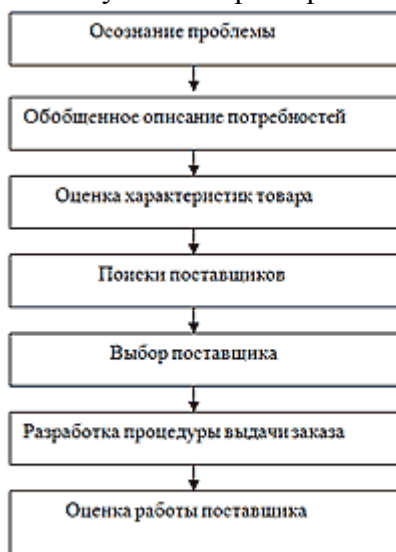 Осознание проблемы
Обобщенное описание потребностей
Оценка характеристик товара
Поиски поставщиков
Выбор поставщика
Разработка процедуры выдачи заказа
Оценка работы поставщика